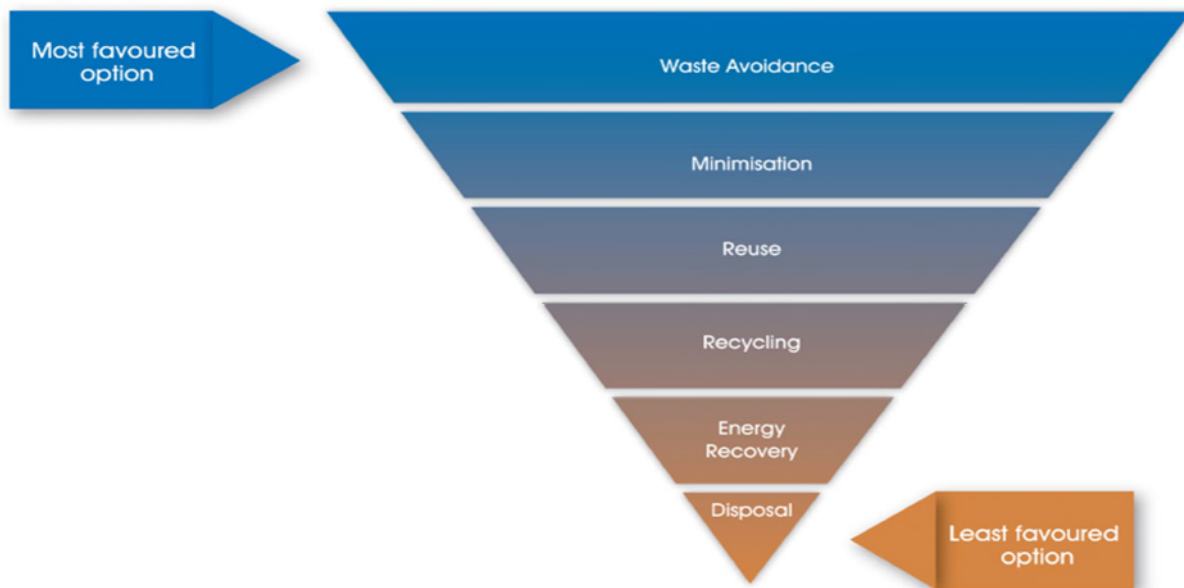 Most favoured
option
Waste Avoidance
Minimisation
Reuse
Recycling
Energy
Recovery
Disposal
Least favoured
option